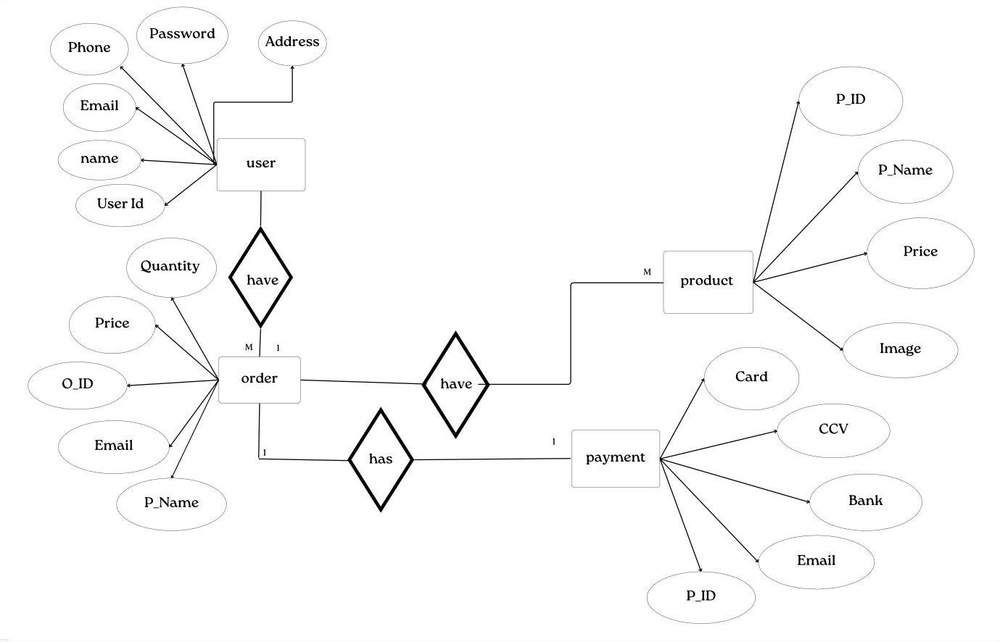 Phone
Password
Address
Email
name
User Id
user
have
P_ID
P_Name
Price
Image
product
M
Quantity
Price
O_ID
Email
P_Name
M 1
order
have
1
has
1
payment
Card
CCV
Bank
Email
P_ID